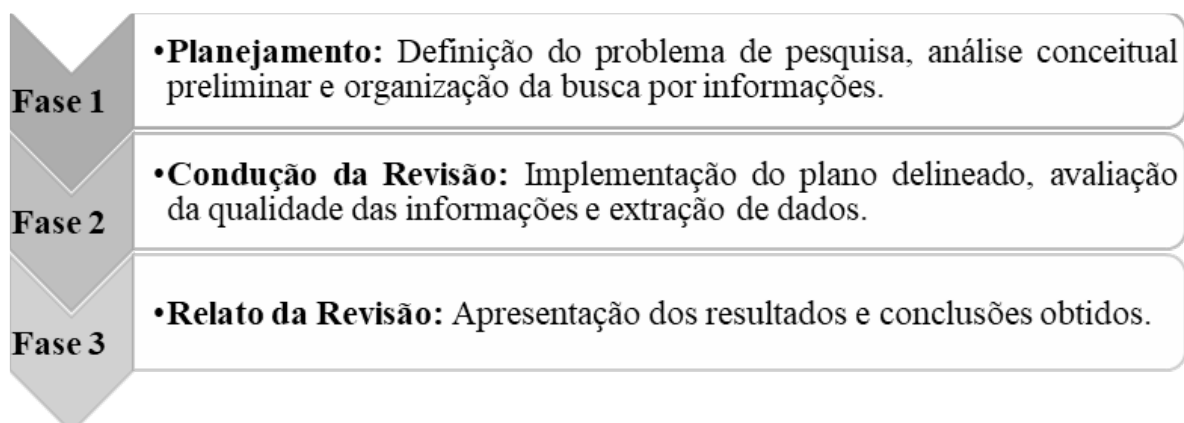 Fase 1
•Planejamento: Definição do problema de pesquisa, análise conceitual
preliminar e organização da busca por informações.
Fase 2
•Condução da Revisão: Implementação do plano delineado, avaliação
da qualidade das informações e extração de dados.
Fase 3
•Relato da Revisão: Apresentação dos resultados e conclusões obtidos.